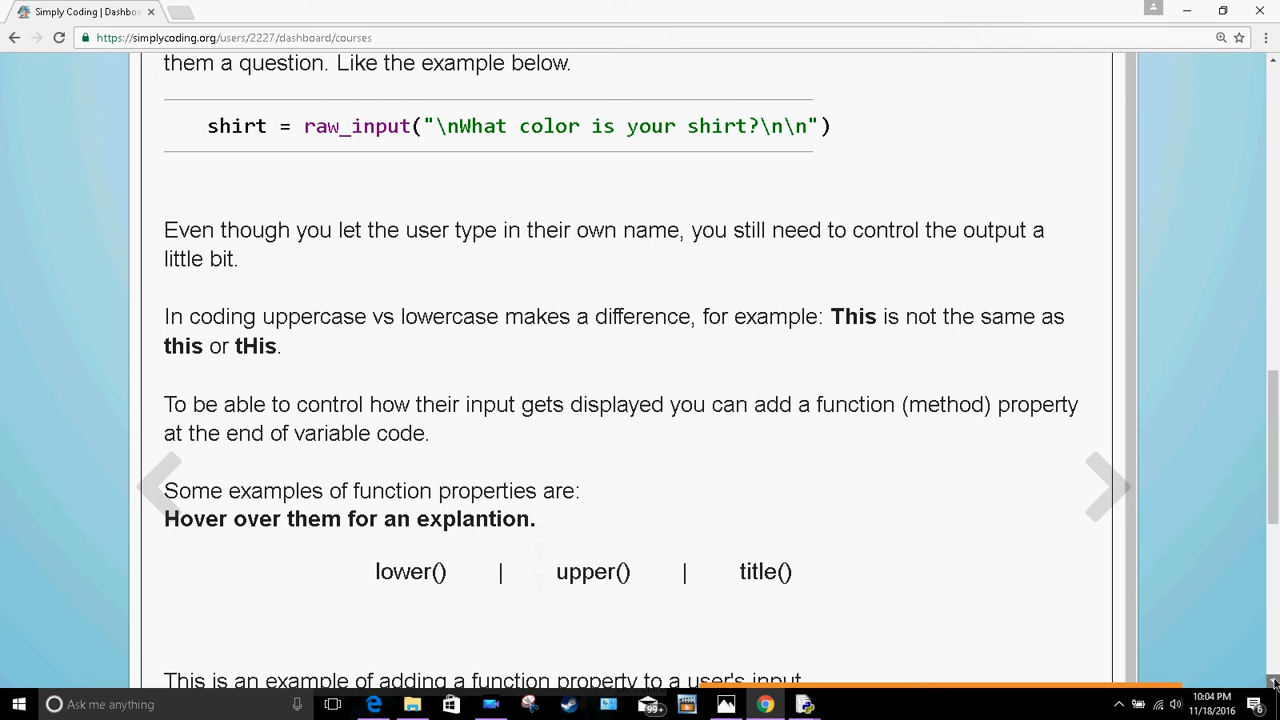 Simply Coding | Dashboa
https://simplycoding.org/users/2227/dashboard/courses
them a question. Like the example below.
shirt = raw_input("\nWhat color is your shirt?\n\n")
Even though you let the user type in their own name, you still need to control the output a
little bit.
In coding uppercase vs lowercase makes a difference, for example: This is not the same as
this or tHis.
To be able to control how their input gets displayed you can add a function (method) property
at the end of variable code.
Some examples of function properties are:
Hover over them for an explantion.
lower() | upper() | title()
This is an example of adding a function property to a user's input
Ask me anything
99+
10:04 PM
11/18/2016
6